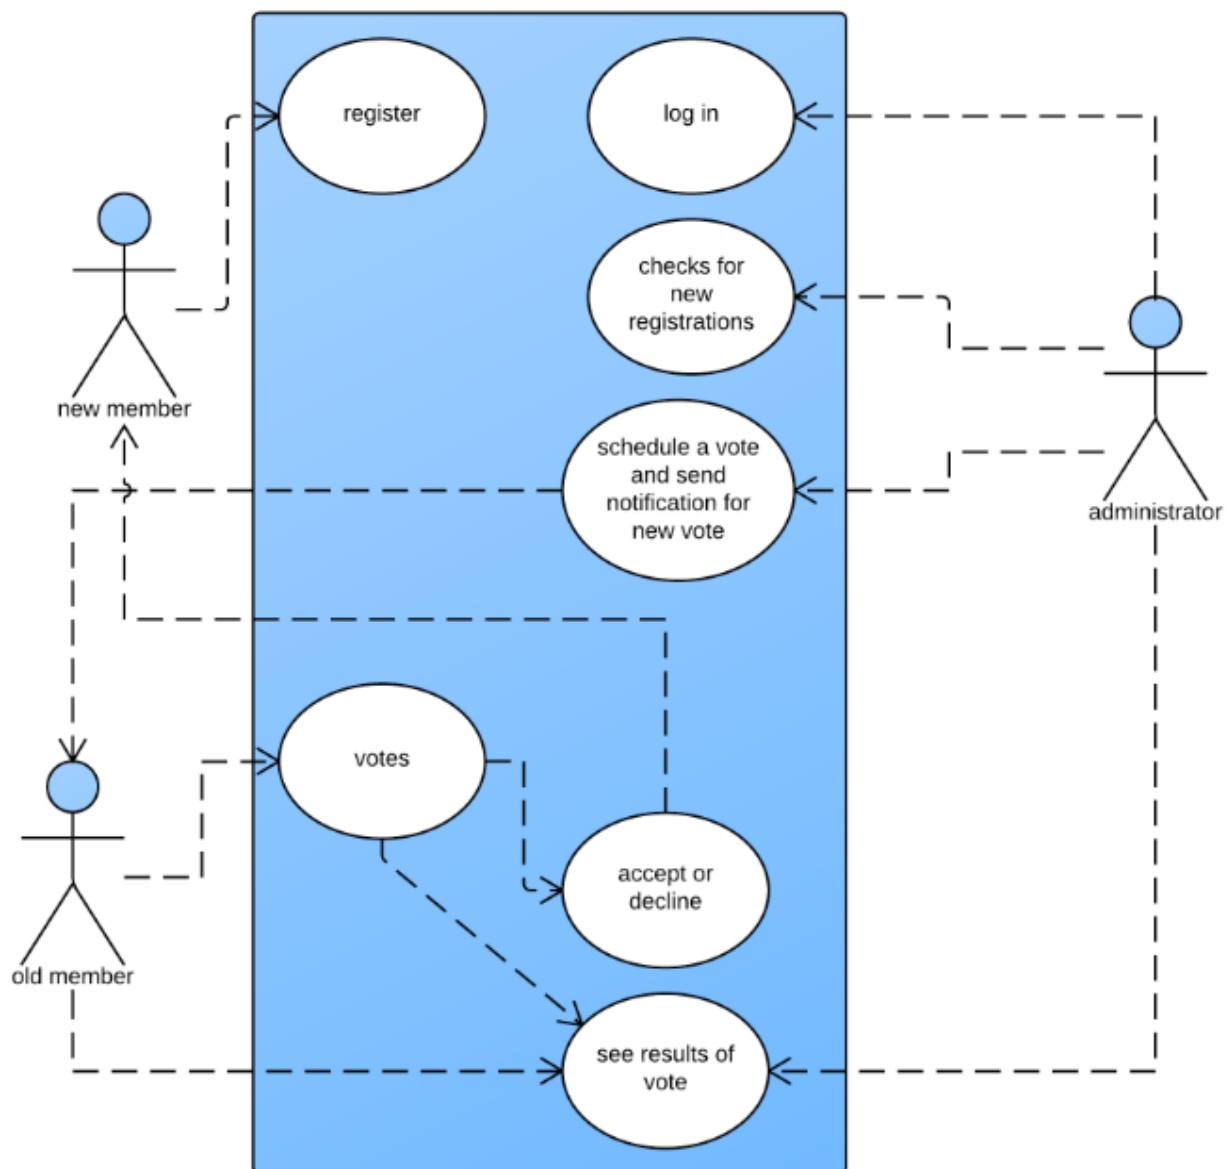 register
log in
checks for
new
registrations
new member
schedule a vote
and send
notification for
new vote
administrator
votes
accept or
decline
old member
see results of
vote